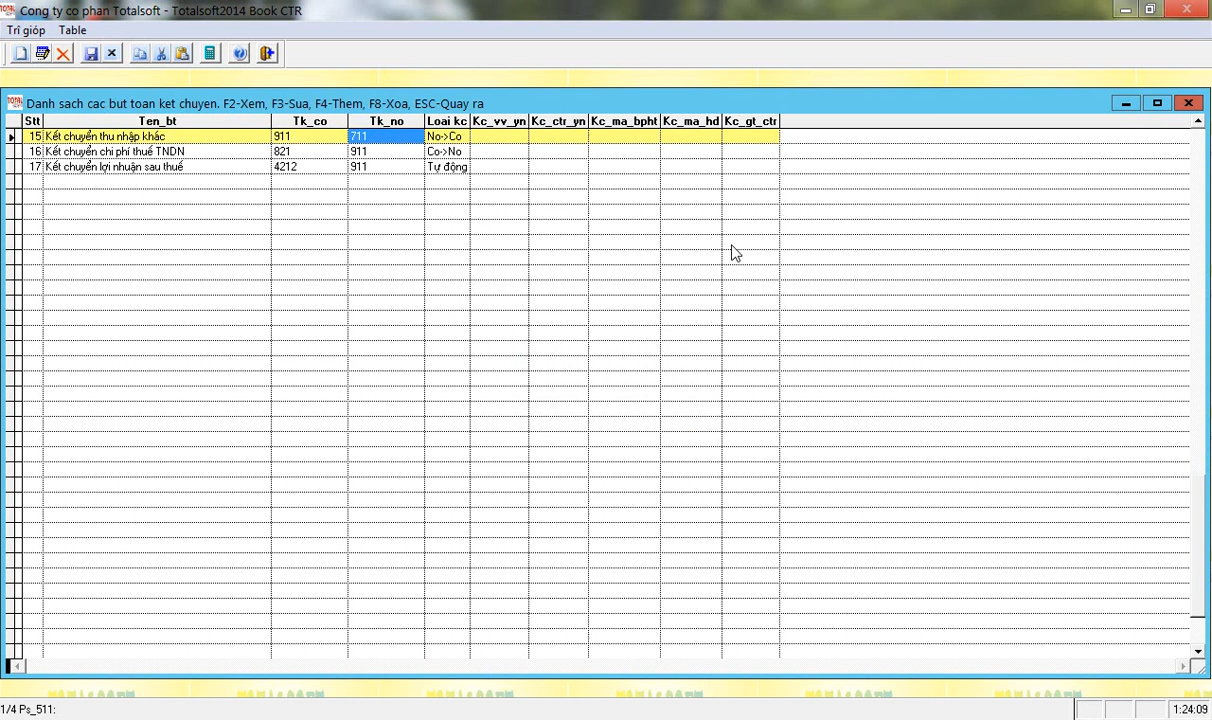 Cong ty co phan Totalsoft - Totalsoft2014 Book CTR
Trî gióp Table
Danh sach cac but toan ket chuyen. F2-Xem, F3-Sua, F4-Them, F8-Xoa, ESC-Quay ra
Stt Ten_bt Tk_co Tk_no Loai kc Kc_vv_yn Kc_ctr_yn Kc_ma_bpht Kc_ma_hd Kc_gt_ctr
15 Kết chuyển thu nhập khác 911 711 No->Co
16 Kết chuyển chi phí thuế TNDN 821 911 Co->No
17 Kết chuyển lợi nhuận sau thuế 4212 911 Tự động
1/4 Ps_511: 1:24:09